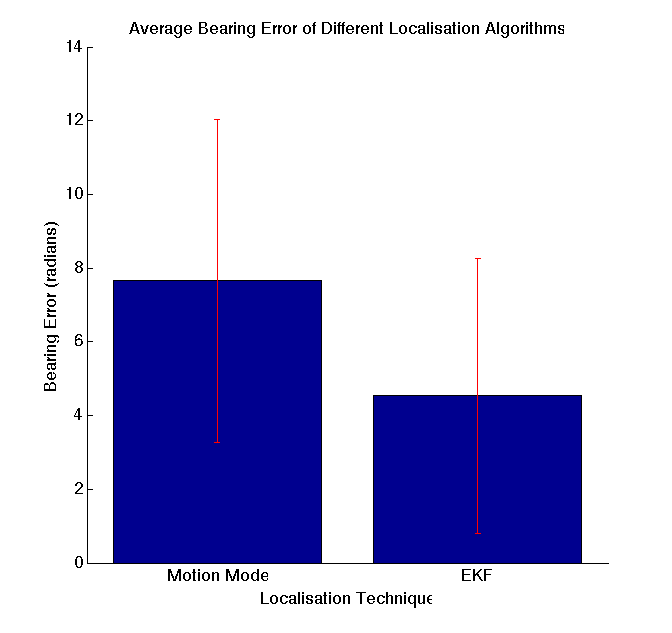 Average Bearing Error of Different Localisation Algorithms
14
12
10
8
6
4
2
0
Bearing Error (radians)
Motion Mode
EKF
Localisation Technique